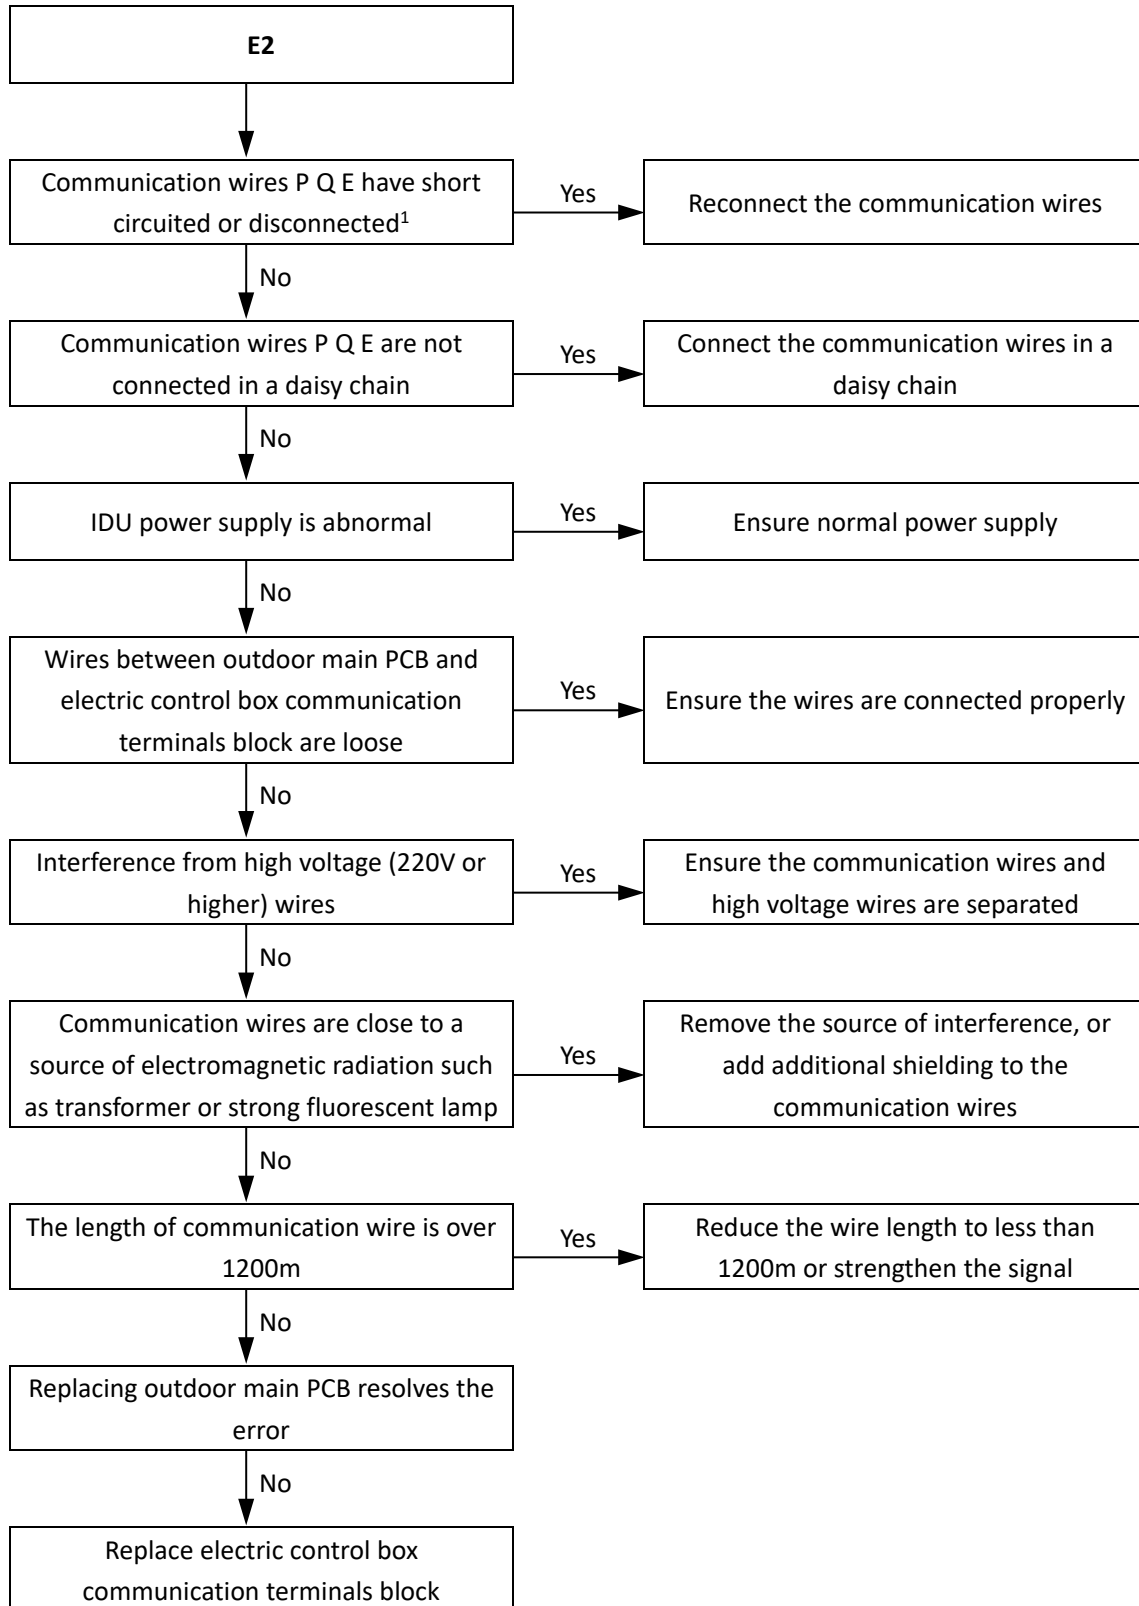 E2
Communication wires P Q E have short
circuited or disconnected¹
Yes
Reconnect the communication wires
No
Communication wires P Q E are not
connected in a daisy chain
Yes
Connect the communication wires in a
daisy chain
No
IDU power supply is abnormal
Yes
Ensure normal power supply
No
Wires between outdoor main PCB and
electric control box communication
terminals block are loose
Yes
Ensure the wires are connected properly
No
Interference from high voltage (220V or
higher) wires
Yes
Ensure the communication wires and
high voltage wires are separated
No
Communication wires are close to a
source of electromagnetic radiation such
as transformer or strong fluorescent lamp
Yes
Remove the source of interference, or
add additional shielding to the
communication wires
No
The length of communication wire is over
1200m
Yes
Reduce the wire length to less than
1200m or strengthen the signal
No
Replacing outdoor main PCB resolves the
error
No
Replace electric control box
communication terminals block